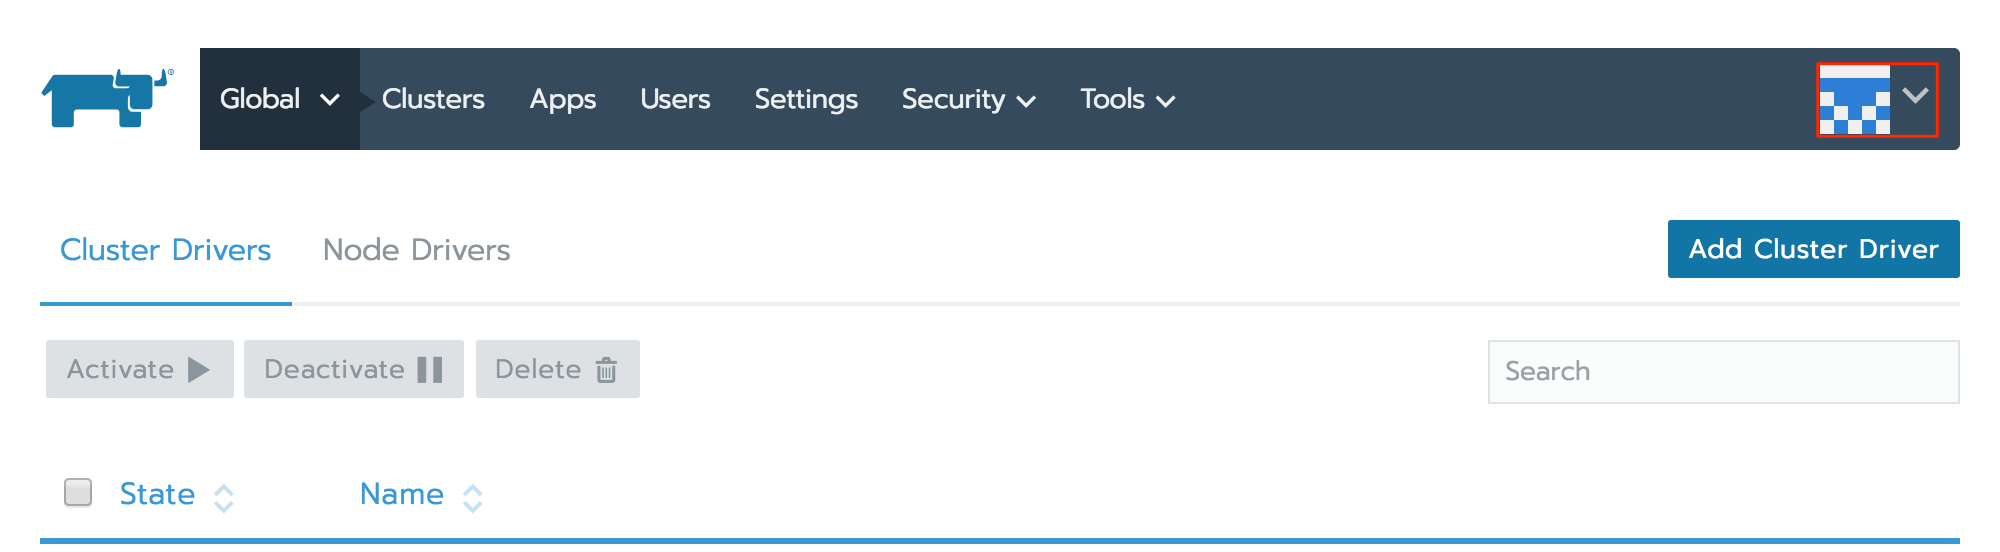 Global Clusters Apps Users Settings Security Tools
Cluster Drivers Node Drivers Add Cluster Driver
Activate Deactivate Delete Search
State Name